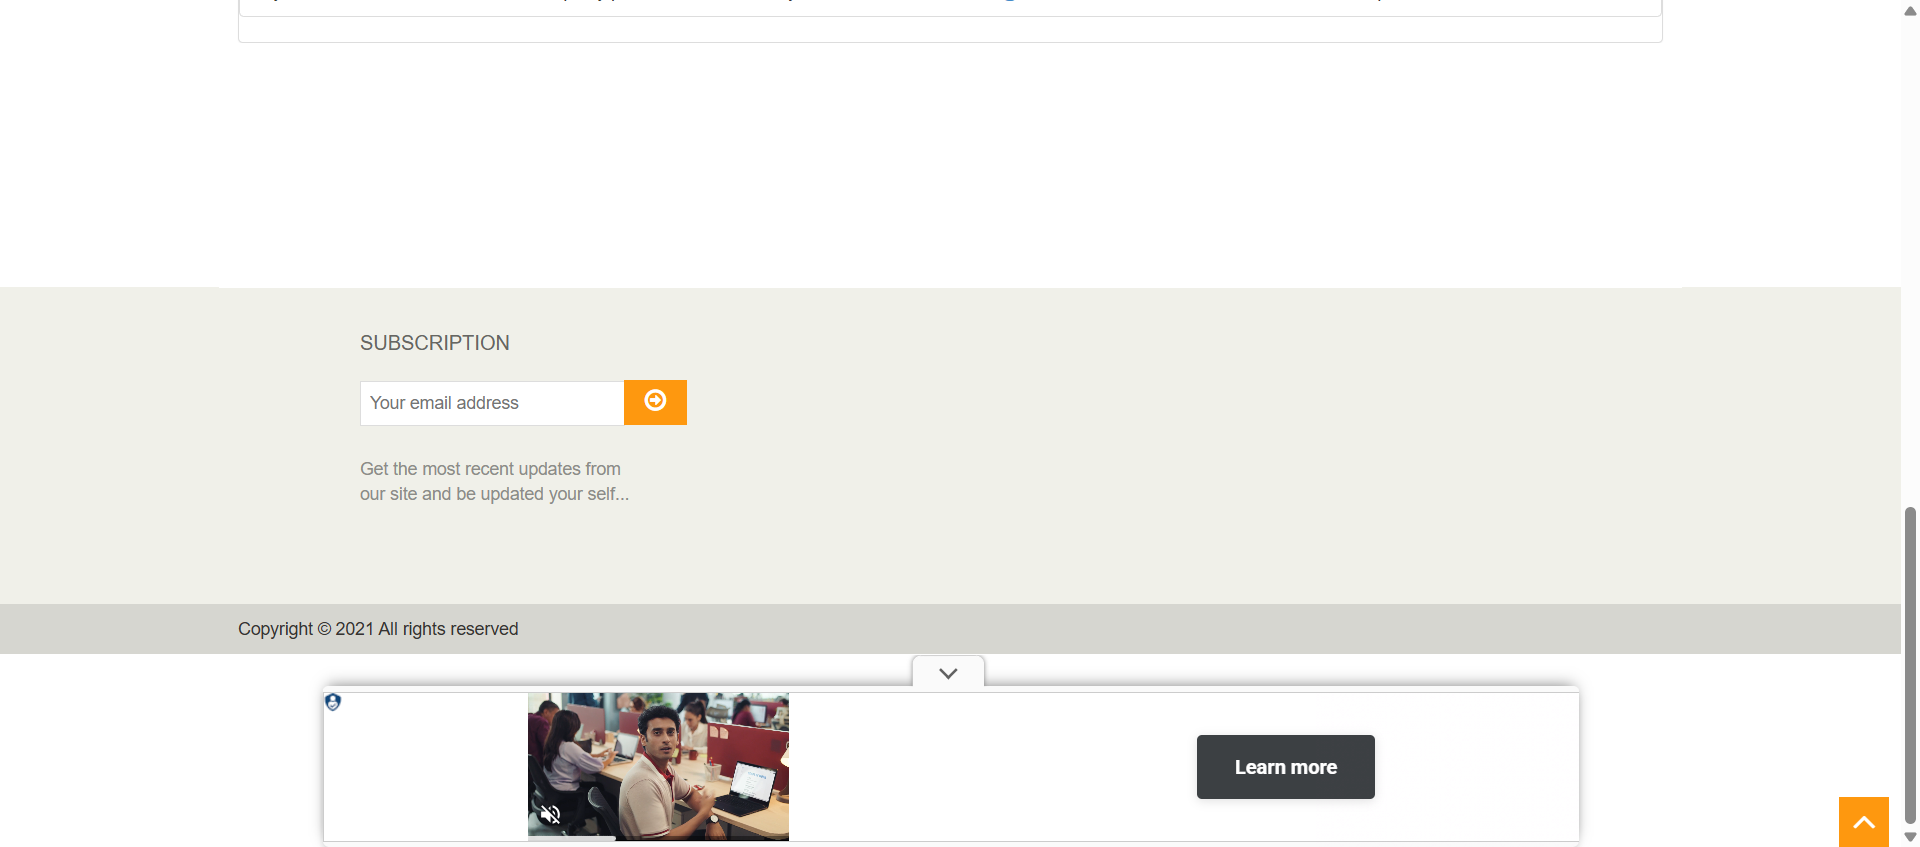 SUBSCRIPTION
Your email address
Get the most recent updates from
our site and be updated your self...
Copyright © 2021 All rights reserved
Learn more